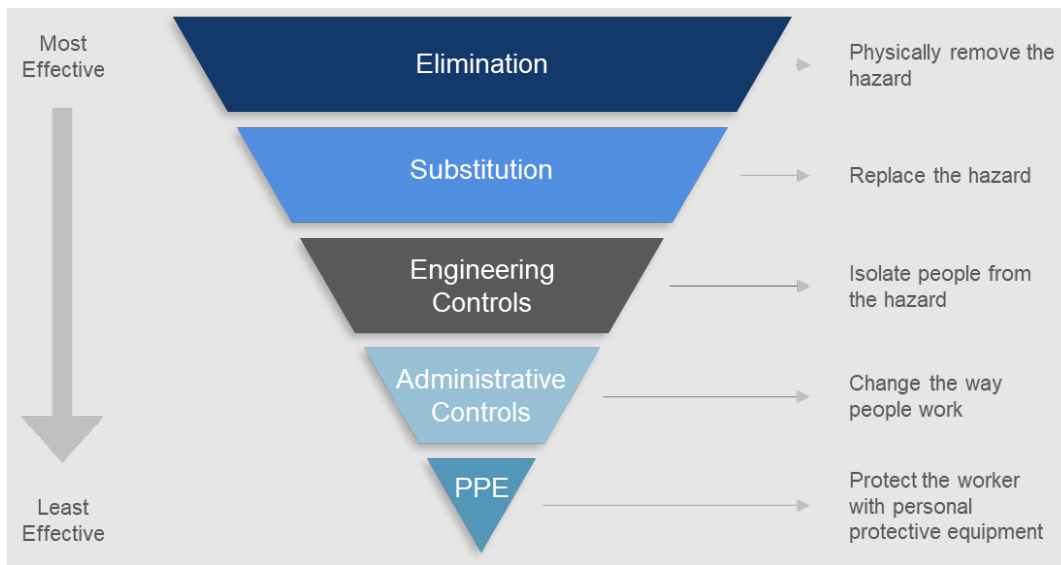 Most
Effective
Elimination
Physically remove the
hazard
Substitution
Replace the hazard
Engineering
Controls
Isolate people from
the hazard
Administrative
Controls
Change the way
people work
PPE
Protect the worker
with personal
protective equipment
Least
Effective